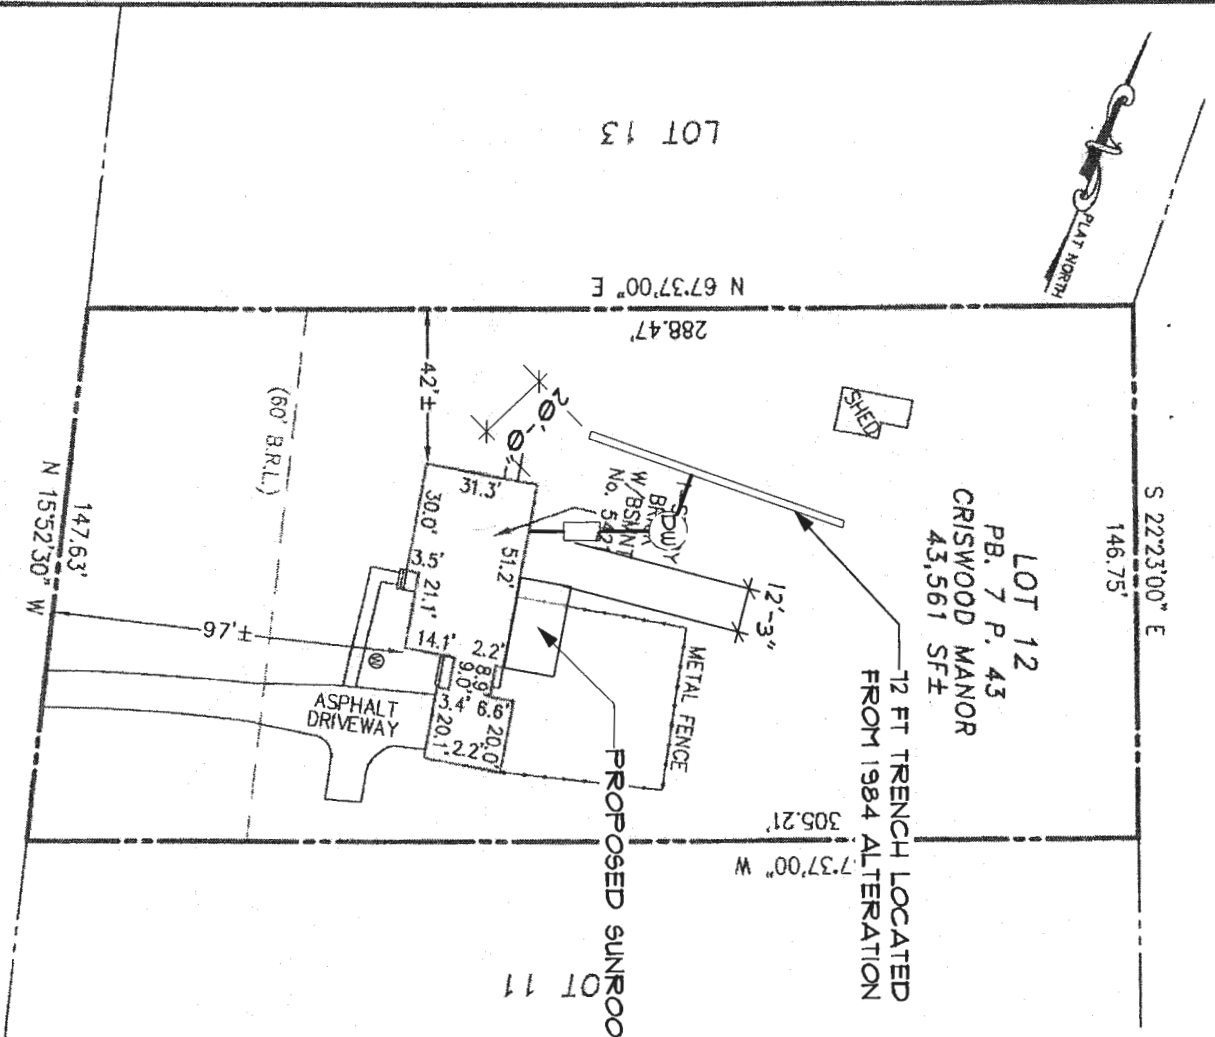 LOT 13
PLAT NORTH
N 67°37'00" E
288.47'
S 22°23'00" E
146.75'
LOT 12
PB. 7 P. 43
CRISWOOD MANOR
43,561 SF±
SHED
72 FT TRENCH LOCATED
FROM 1984 ALTERATION
20'-0"
42'±
(60' B.R.L.)
N 15°52'30" W
147.63'
97'±
31.3'
30.0'
3.5'
21.1'
51.2'
14.1'
2.2'
8.9'
9.0'
3.4'
6.6'
20.1'
20.0'
2.2'
W/BSMNT
No.
12'-3"
METAL FENCE
W
ASPHALT
DRIVEWAY
PROPOSED SUNROO
305.21'
7°37'00" W
OT 11